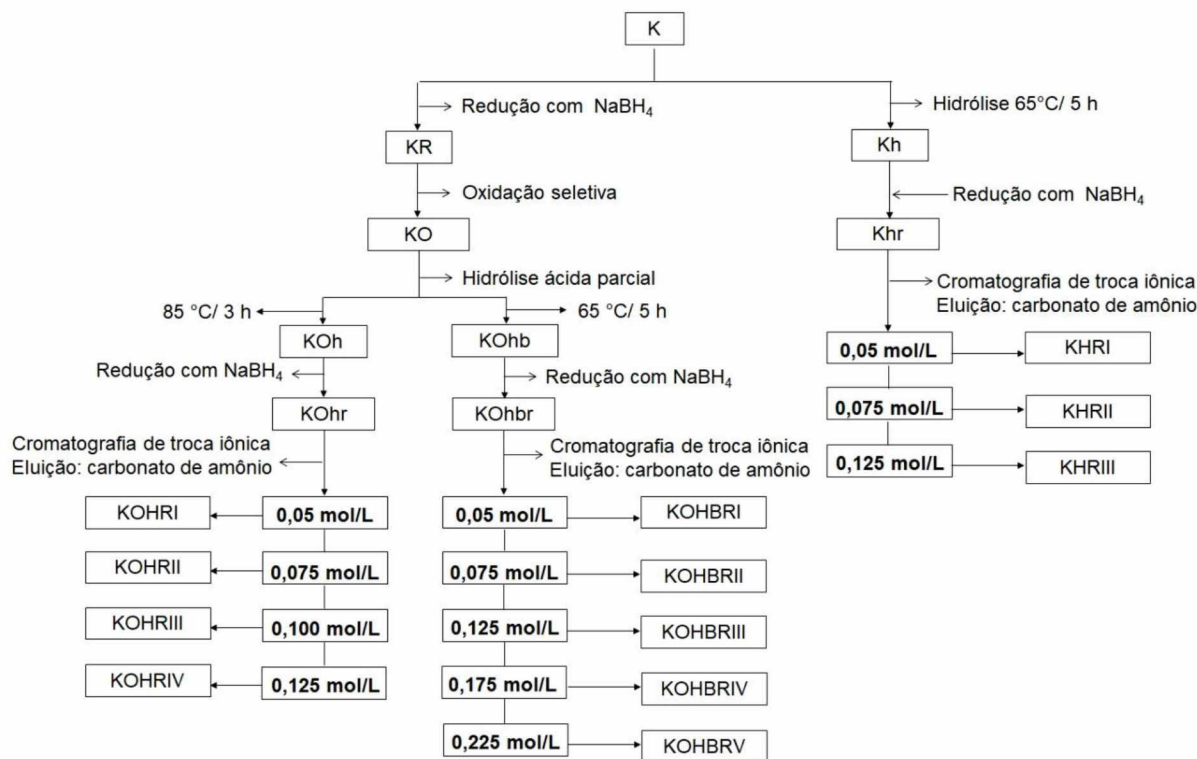 K
Redução com NaBH₄
Hidrólise 65°C/ 5 h
KR
Kh
Oxidação seletiva
Redução com NaBH₄
KO
Khr
Hidrólise ácida parcial
Cromatografia de troca iônica
Eluição: carbonato de amônio
85 °C/ 3 h
65 °C/ 5 h
KOh
KOhb
0,05 mol/L
KHRI
Redução com NaBH₄
Redução com NaBH₄
0,075 mol/L
KHRII
KOhr
KOhbr
0,125 mol/L
KHRIII
Cromatografia de troca iônica
Eluição: carbonato de amônio
Cromatografia de troca iônica
Eluição: carbonato de amônio
KOHRI
0,05 mol/L
0,05 mol/L
KOHBRI
KOHRII
0,075 mol/L
0,075 mol/L
KOHBRII
KOHRIII
0,100 mol/L
0,125 mol/L
KOHBRIII
KOHRIV
0,125 mol/L
0,175 mol/L
KOHBRIV
0,225 mol/L
KOHBRV